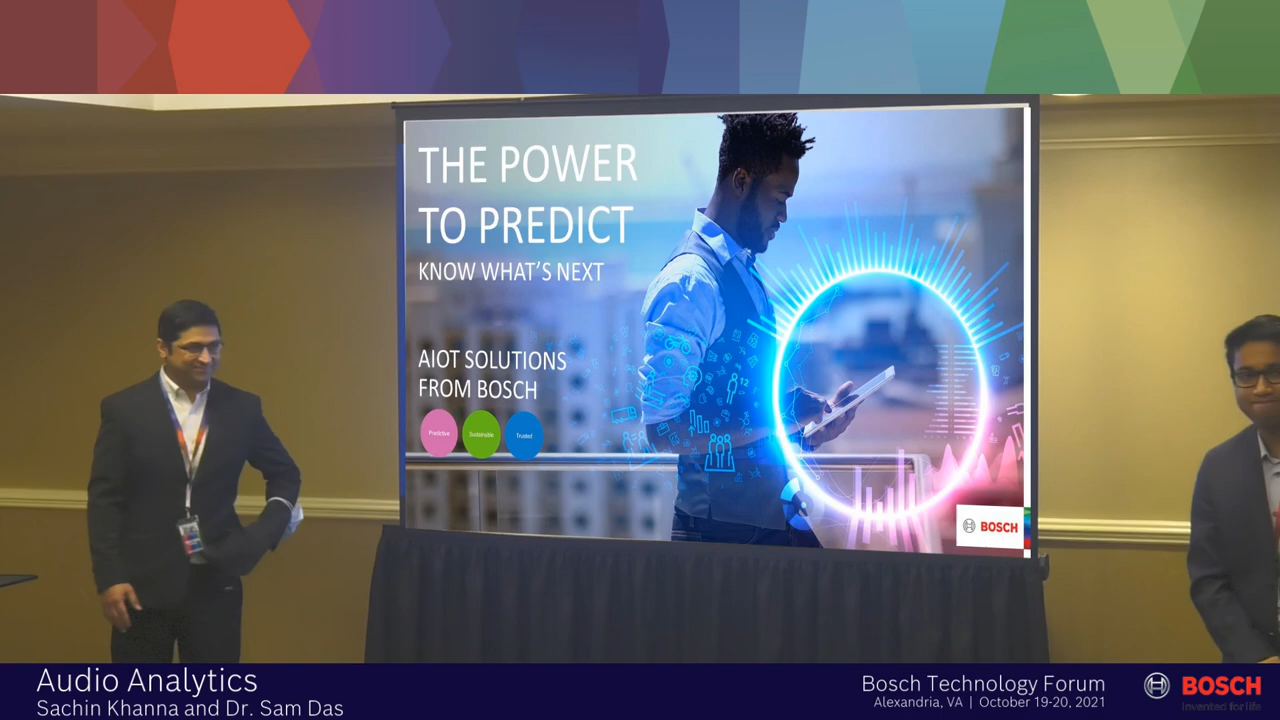 THE POWER
TO PREDICT
KNOW WHAT'S NEXT
AIOT SOLUTIONS
FROM BOSCH
Predictive
Sustainable
Trusted
12
BOSCH
Audio Analytics
Sachin Khanna and Dr. Sam Das
Bosch Technology Forum
Alexandria, VA | October 19-20, 2021
BOSCH
Invented for life